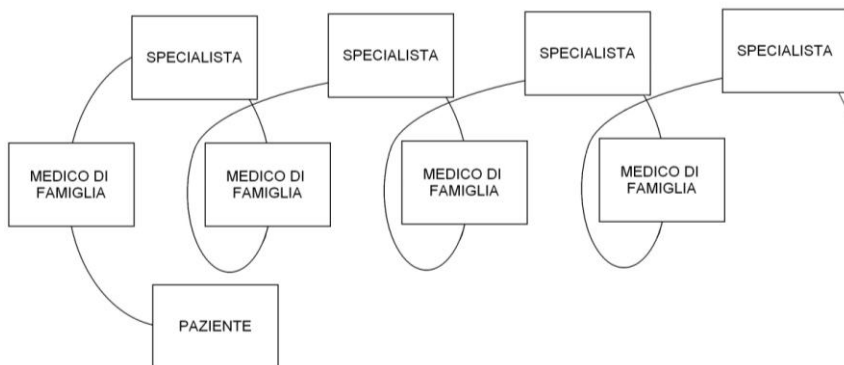 SPECIALISTA
SPECIALISTA
SPECIALISTA
SPECIALISTA
MEDICO DI
FAMIGLIA
MEDICO DI
FAMIGLIA
MEDICO DI
FAMIGLIA
MEDICO DI
FAMIGLIA
PAZIENTE